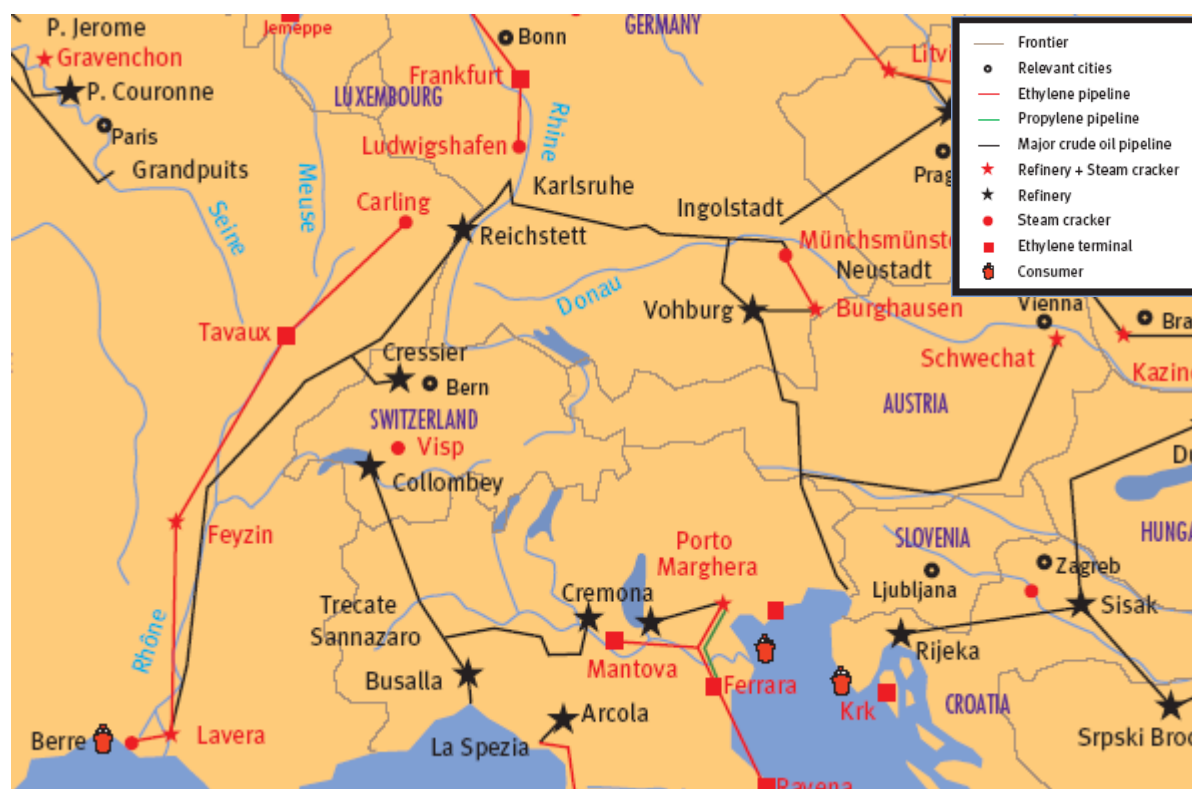 P. Jerome
Gravenchon
P. Couronne
Paris
Grandpuits
Seine
Jemeppe
Meuse
LUXEMBOURG
Bonn
Frankfurt
Ludwigshafen
Rhine
GERMANY
Carling
Karlsruhe
Reichstett
Ingolstadt
Münchsmünst
Neustadt
Donau
Vohburg
Burghausen
Litvi
Prag
Frontier
Relevant cities
Ethylene pipeline
Propylene pipeline
Major crude oil pipeline
Refinery + Steam cracker
Refinery
Steam cracker
Ethylene terminal
Consumer
Vienna
Bra
Schwechat
Kazin
AUSTRIA
Tavaux
Cressier
Bern
SWITZERLAND
Visp
Collombey
Feyzin
Du
HUNGA
SLOVENIA
Ljubljana
Zagreb
Sisak
Porto
Marghera
Cremona
Trecate
Sannazaro
Rhône
Busalla
Mantova
Ferrara
Rijeka
Krk
CROATIA
Srpski Broo
Arcola
La Spezia
Berre
Lavera
Ravena